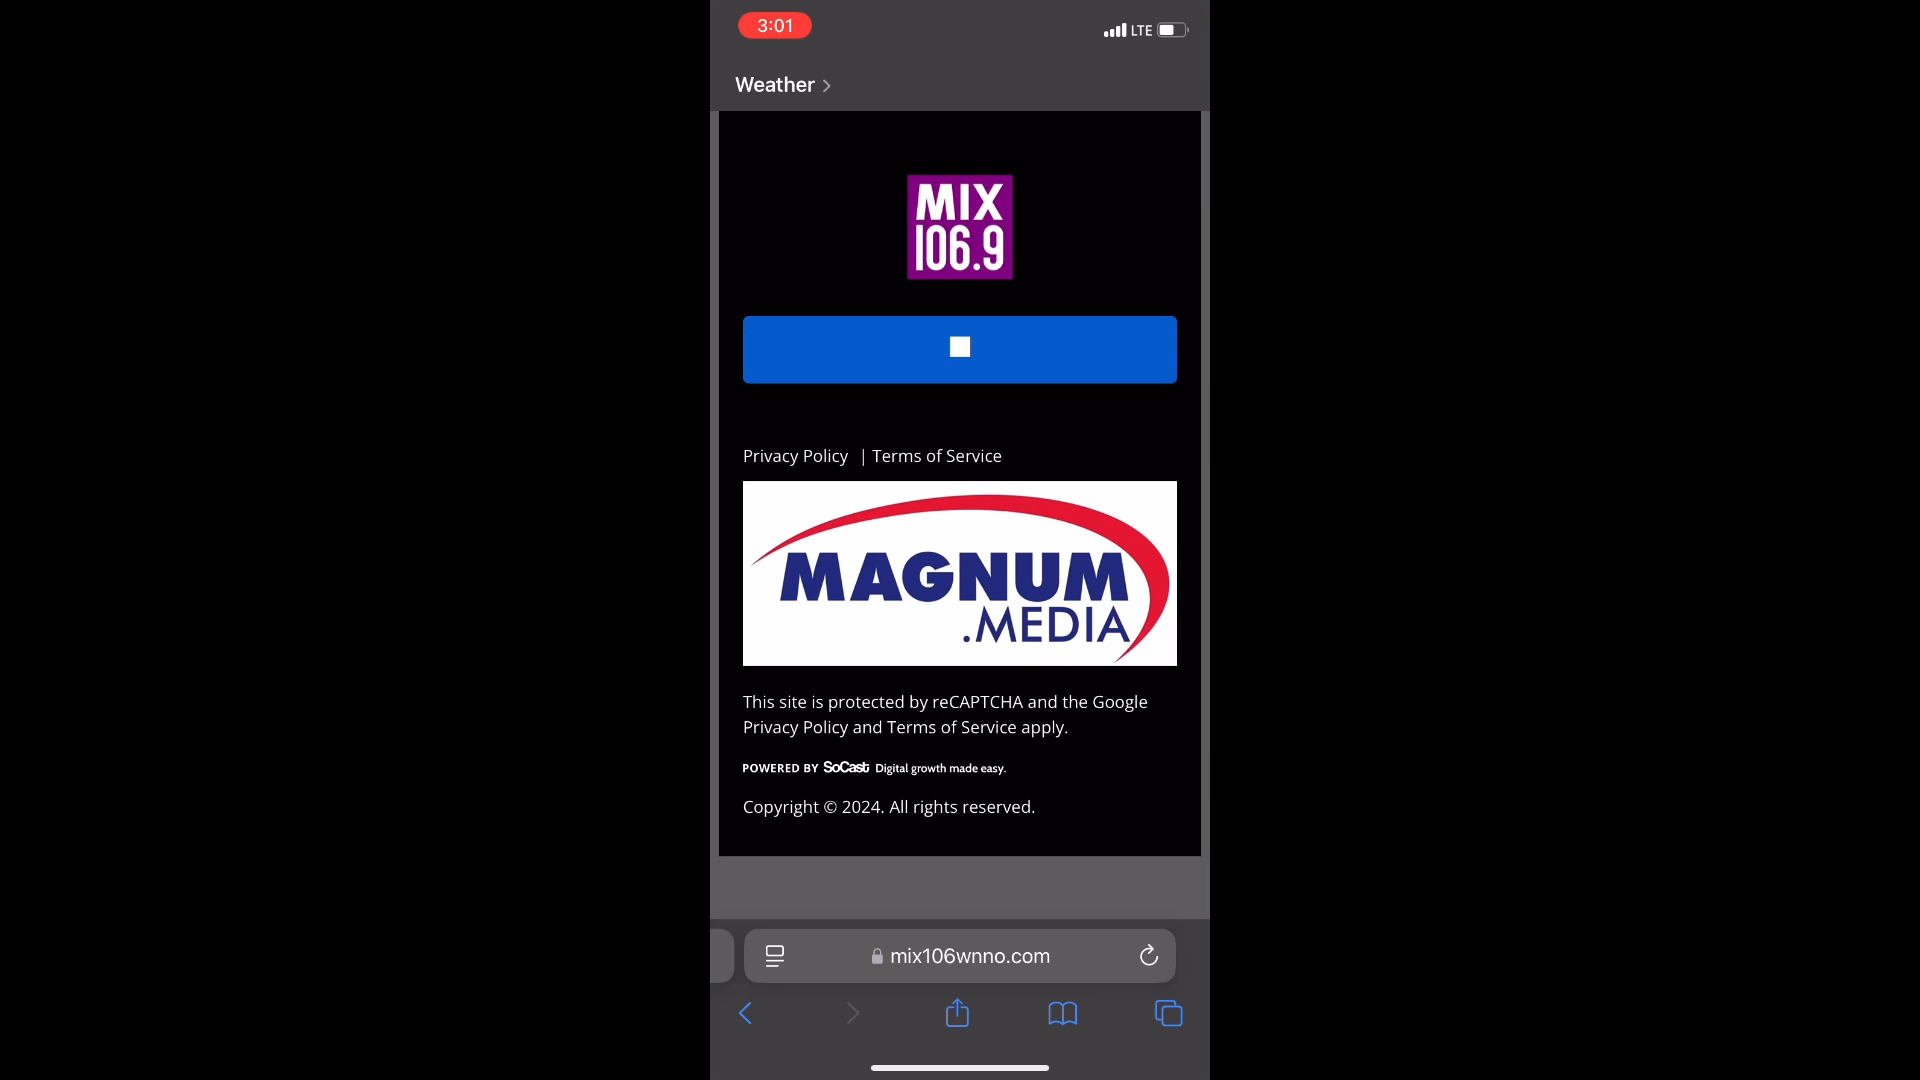 3:01
LTE
Weather
MIX
106.9
Privacy Policy | Terms of Service
MAGNUM
.MEDIA
This site is protected by reCAPTCHA and the Google
Privacy Policy and Terms of Service apply.
POWERED BY SoCast Digital growth made easy.
Copyright © 2024. All rights reserved.
mix106wnno.com